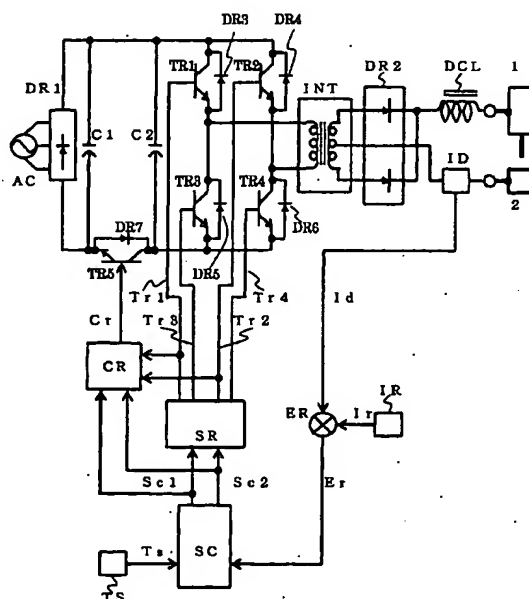 DR3 DR4
TR1 TR2
DR1 INT DR2 DCL 1
C1 C2
AC
TR3 TR4 ID
2
DR7 DR6
TR5 DR5
Tr1 Tr4 Id
Cr Tr3 Tr2
CR IR
ER Ir
SR
Sc1 Sc2 Er
Ts SC
TS